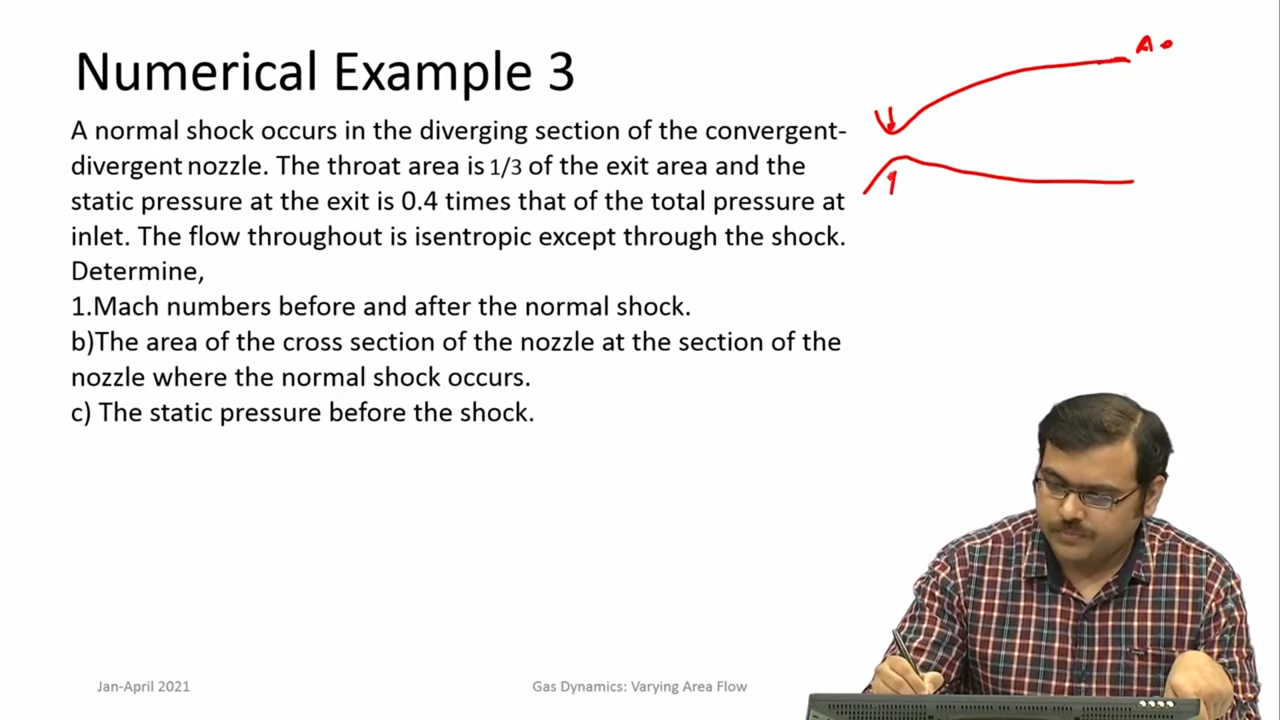 Numerical Example 3
A normal shock occurs in the diverging section of the convergent-
divergent nozzle. The throat area is 1/3 of the exit area and the
static pressure at the exit is 0.4 times that of the total pressure at
inlet. The flow throughout is isentropic except through the shock.
Determine,
1.Mach numbers before and after the normal shock.
b)The area of the cross section of the nozzle at the section of the
nozzle where the normal shock occurs.
c) The static pressure before the shock.
Jan-April 2021
Gas Dynamics: Varying Area Flow